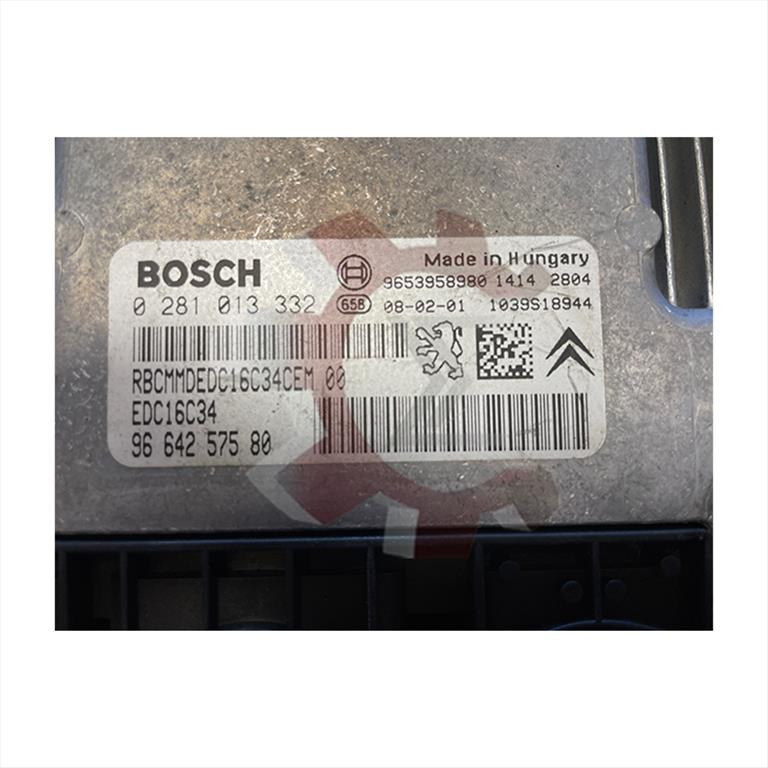 BOSCH
Made in Hungary
9653958980 1414 2804
0 281 013 332 65B 08-02-01 1039S18944
RBCMMDEDC16C34CEM 00
EDC16C34
96 642 575 80